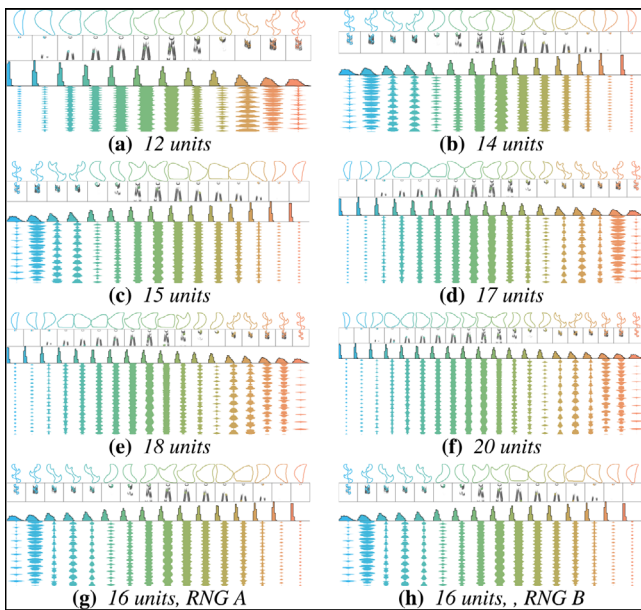 (a) 12 units
(b) 14 units
(c) 15 units
(d) 17 units
(e) 18 units
(f) 20 units
(g) 16 units, RNG A
(h) 16 units, , RNG B